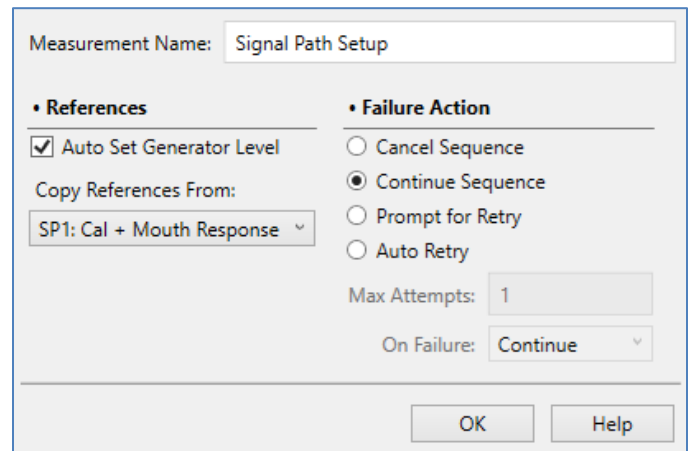 Measurement Name: Signal Path Setup
• References
Auto Set Generator Level
Copy References From:
SP1: Cal + Mouth Response
• Failure Action
Cancel Sequence
Continue Sequence
Prompt for Retry
Auto Retry
Max Attempts: 1
On Failure: Continue
OK Help